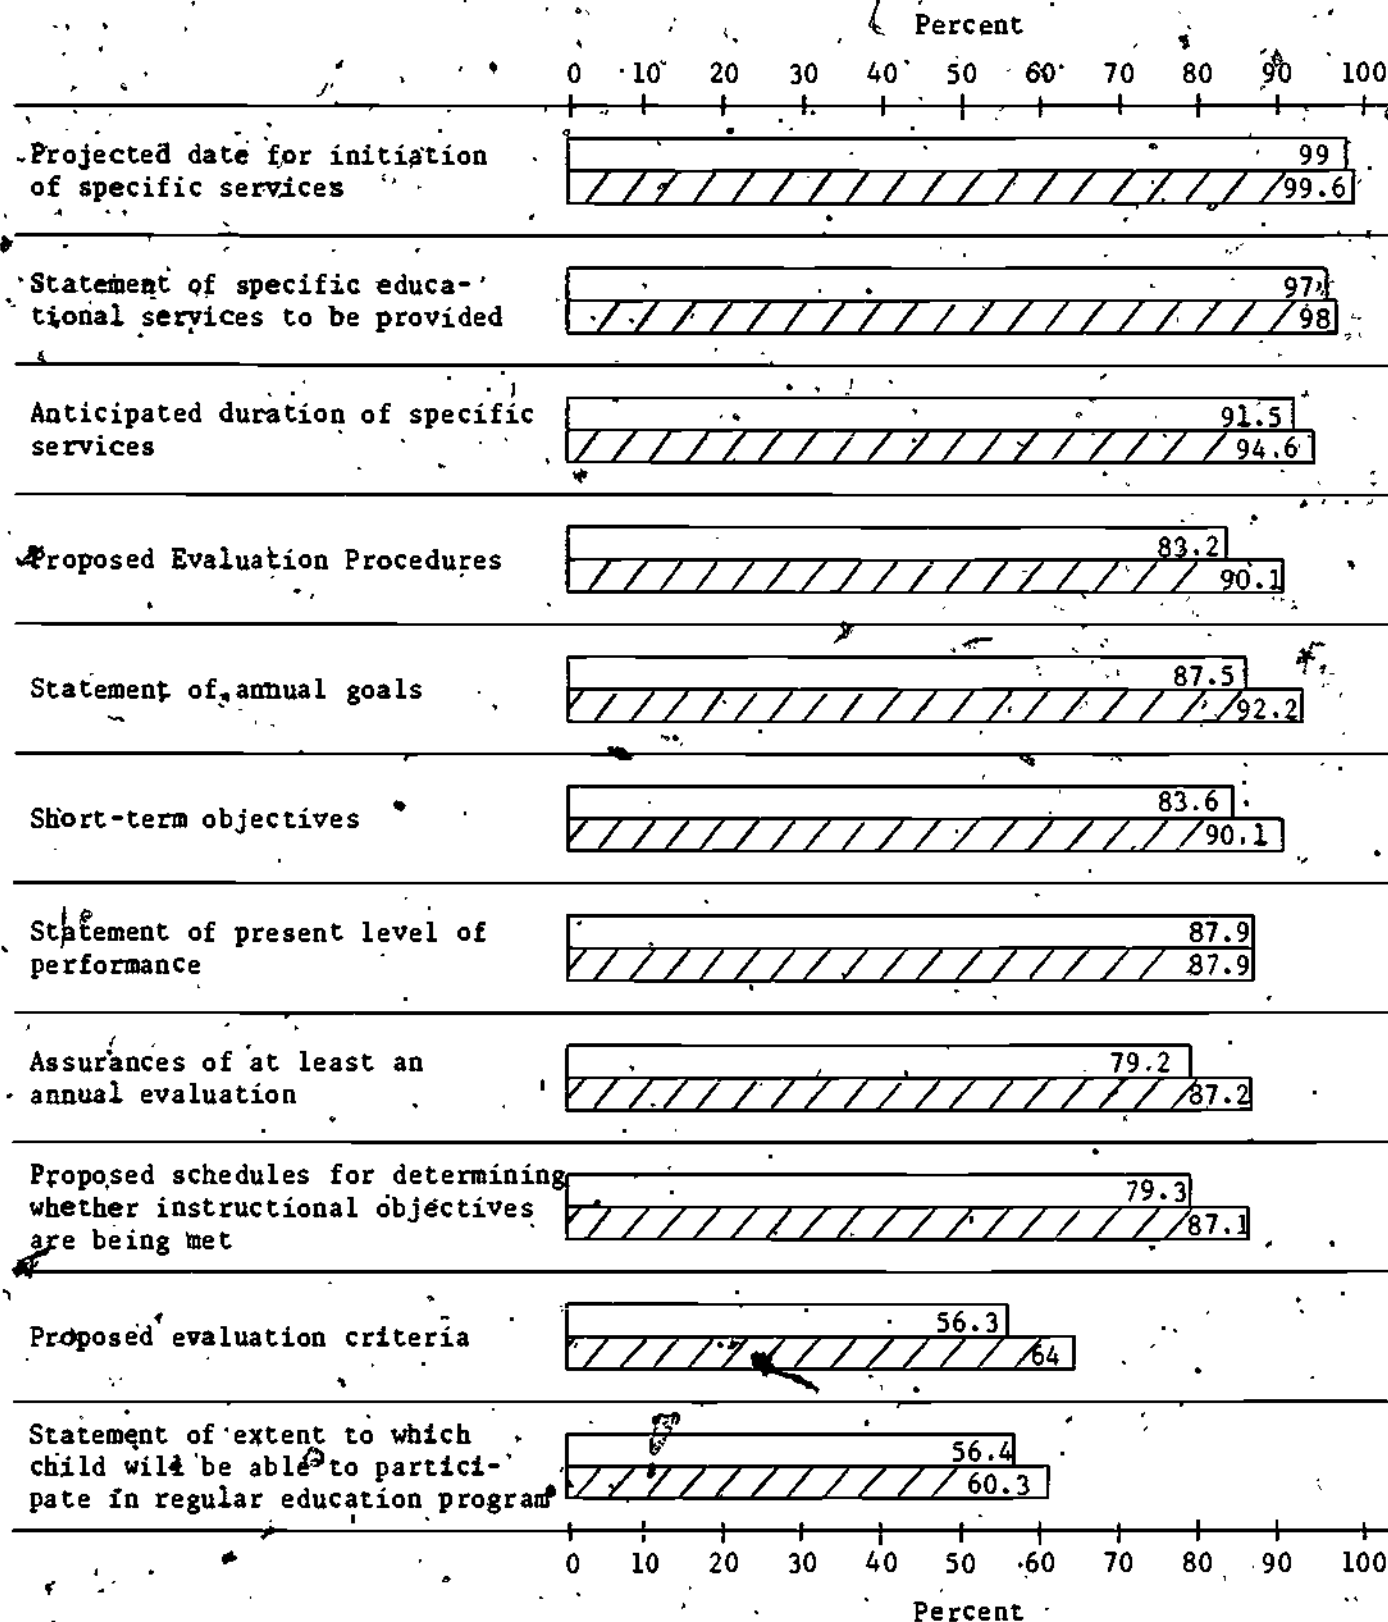 Percent
0 10 20 30 40 50 60 70 80 90 100
Projected date for initiation
of specific services
99
99.6
Statement of specific educa-
tional services to be provided
97
98
Anticipated duration of specific
services
91.5
94.6
Proposed Evaluation Procedures
83.2
90.1
Statement of annual goals
87.5
92.2
Short-term objectives
83.6
90.1
Statement of present level of
performance
87.9
87.9
Assurances of at least an
annual evaluation
79.2
87.2
Proposed schedules for determining
whether instructional objectives
are being met
79.3
87.1
Proposed evaluation criteria
56.3
64
Statement of extent to which
child will be able to partici-
pate in regular education program
56.4
60.3
0 10 20 30 40 50 60 70 80 90 100
Percent